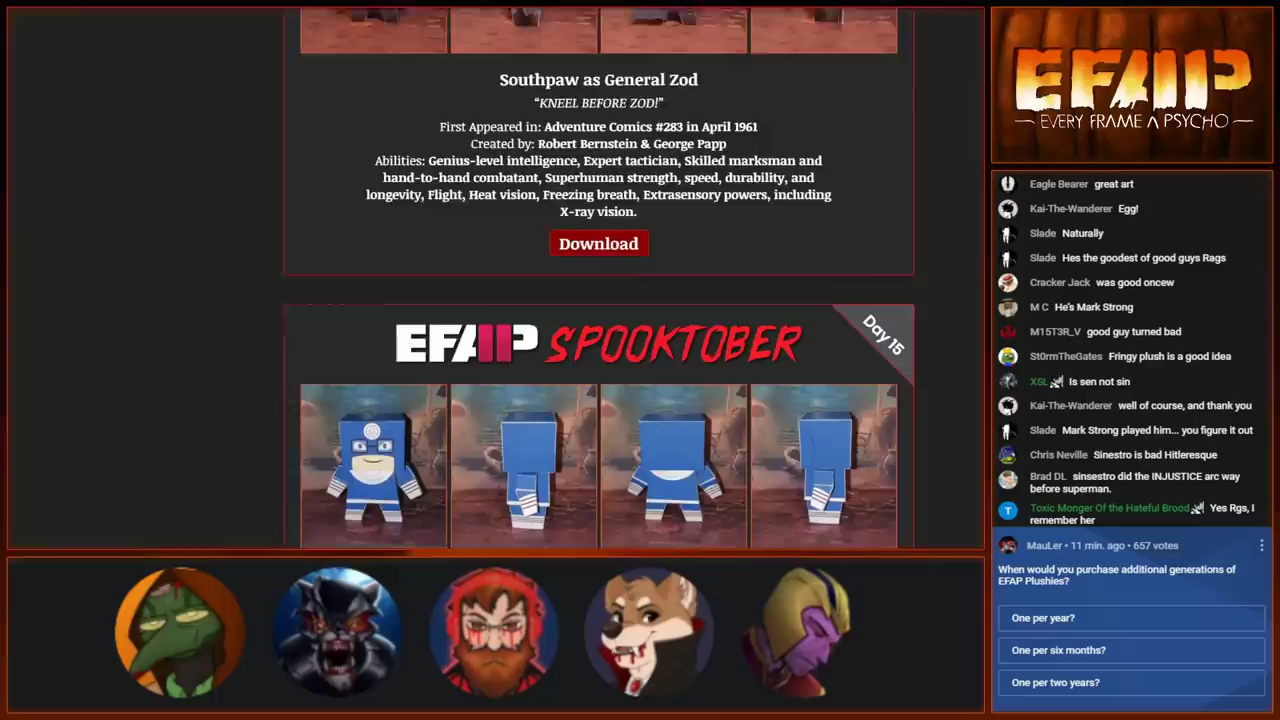 Southpaw as General Zod
“KNEEL BEFORE ZOD!”
First Appeared in: Adventure Comics #283 in April 1961
Created by: Robert Bernstein & George Papp
Abilities: Genius-level intelligence, Expert tactician, Skilled marksman and
hand-to-hand combatant, Superhuman strength, speed, durability, and
longevity, Flight, Heat vision, Freezing breath, Extrasensory powers, including
X-ray vision.
Download
EFAP SPOOKTOBER
Day 15
EFAP
EVERY FRAME A PSYCHO
Eagle Bearer great art
Kai-The-Wanderer Egg!
Slade Naturally
Slade Hes the goodest of good guys Rags
Cracker Jack was good oncew
M C He's Mark Strong
M15T3R_V good guy turned bad
St0rmTheGates Fringy plush is a good idea
XSL Is sen not sin
Kai-The-Wanderer well of course, and thank you
Slade Mark Strong played him... you figure it out
Chris Neville Sinestro is bad Hitleresque
Brad DL sinsestro did the INJUSTICE arc way
before superman.
T Toxic Monger Of the Hateful Brood Yes Rgs, I
remember her
MauLer • 11 min. ago • 657 votes
When would you purchase additional generations of
EFAP Plushies?
One per year?
One per six months?
One per two years?